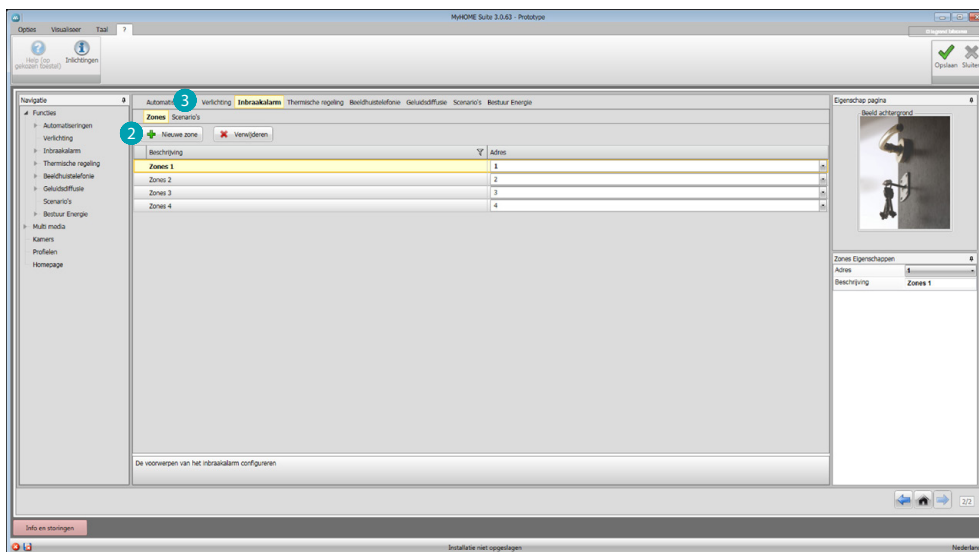 MyHOME Suite 3.0.63 - Prototype
Opties Visualiseer Taal ?
Help (op gekozen toestel)
Inlichtingen
Opslaan
Sluiten
Navigatie
Functies
Automatiseringen
Verlichting
Inbraakalarm
Thermische regeling
Beeldhuistelefonie
Geluidsdiffusie
Scenario's
Bestuur Energie
Multi media
Kamers
Profielen
Homepage
3
Verlichting Inbraakalarm Thermische regeling Beeldhuistelefonie Geluidsdiffusie Scenario's Bestuur Energie
Zones Scenario's
2 Nieuwe zone Verwijderen
Beschrijving Adres
Zones 1 1
Zones 2 2
Zones 3 3
Zones 4 4
De voorwerpen van het inbraakalarm configureren
Eigenschap pagina
Beeld achtergrond
Zones Eigenschappen
Adres 1
Beschrijving Zones 1
2/2
Info en storingen
Installatie niet opgeslagen